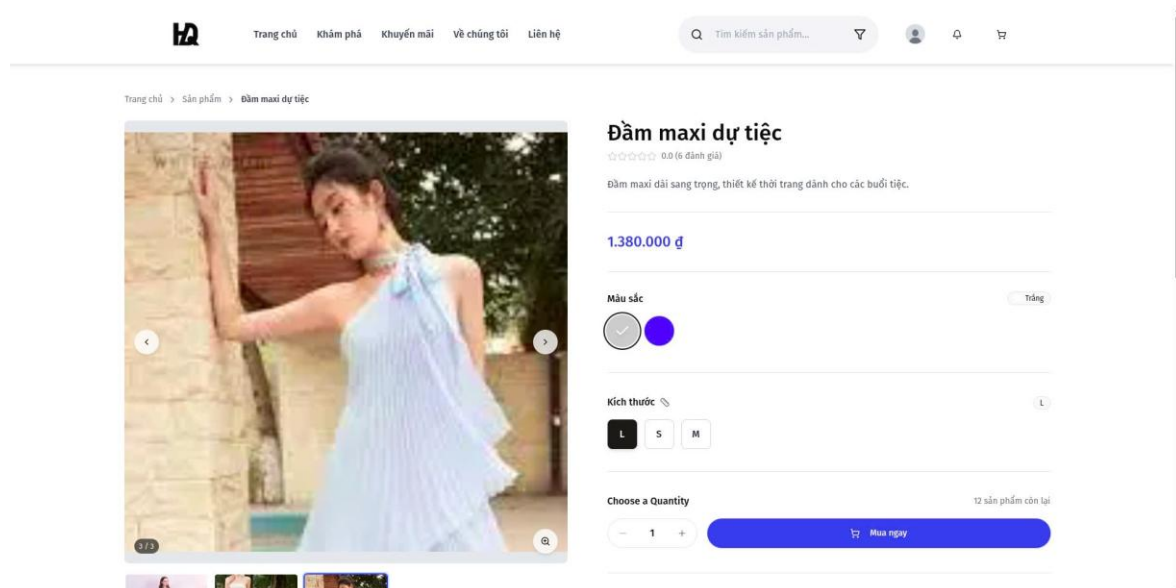 HQ
Trang chủ Khám phá Khuyến mãi Về chúng tôi Liên hệ
Tìm kiếm sản phẩm...
Trang chủ > Sản phẩm > Đầm maxi dự tiệc
Đầm maxi dự tiệc
0.0 (6 đánh giá)
Đầm maxi dài sang trọng, thiết kế thời trang dành cho các buổi tiệc.
1.380.000 ₫
Màu sắc Trắng
Kích thước L
L S M
Choose a Quantity 12 sản phẩm còn lại
− 1 + Mua ngay
3 / 3